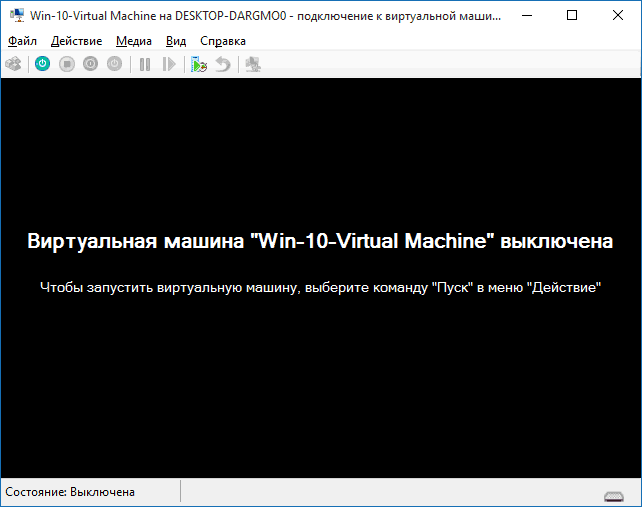 Win-10-Virtual Machine на DESKTOP-DARGMO0 - подключение к виртуальной маши...
Файл Действие Медиа Вид Справка
Виртуальная машина "Win-10-Virtual Machine" выключена
Чтобы запустить виртуальную машину, выберите команду "Пуск" в меню "Действие"
Состояние: Выключена